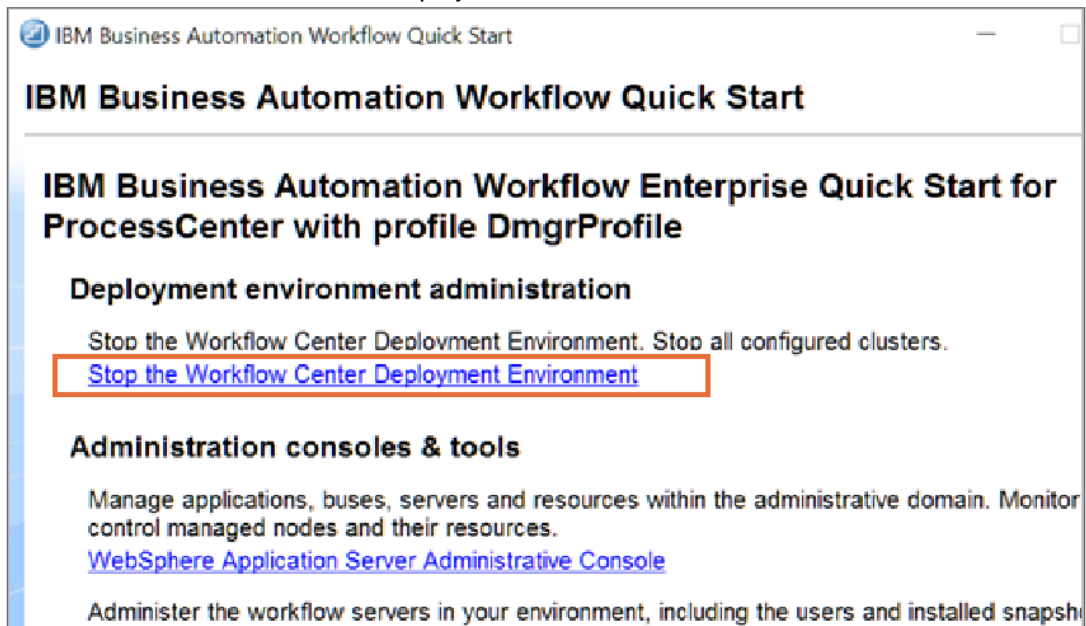 IBM Business Automation Workflow Quick Start
IBM Business Automation Workflow Quick Start
IBM Business Automation Workflow Enterprise Quick Start for
ProcessCenter with profile DmgrProfile
Deployment environment administration
Stop the Workflow Center Deployment Environment. Stop all configured clusters.
Stop the Workflow Center Deployment Environment
Administration consoles & tools
Manage applications, buses, servers and resources within the administrative domain. Monitor
control managed nodes and their resources.
WebSphere Application Server Administrative Console
Administer the workflow servers in your environment, including the users and installed